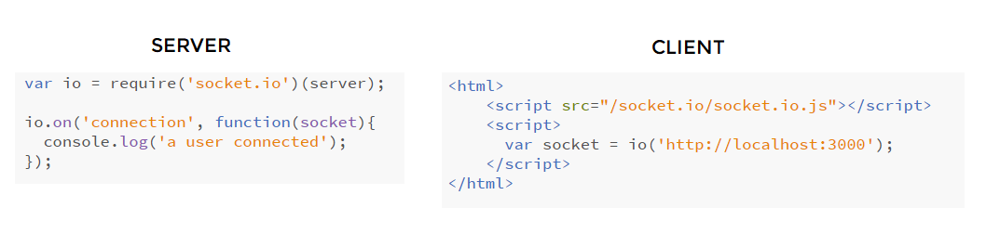 SERVER
var io = require('socket.io')(server);
io.on('connection', function(socket){
  console.log('a user connected');
});
CLIENT
<html>
    <script src="/socket.io/socket.io.js"></script>
    <script>
      var socket = io('http://localhost:3000');
    </script>
</html>